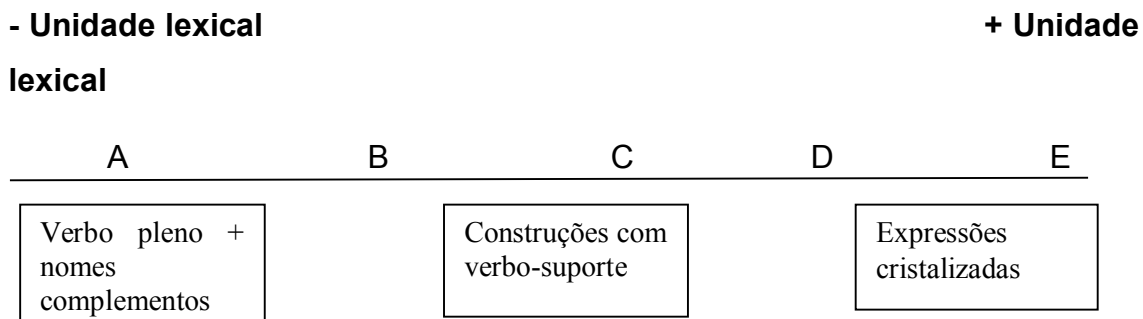 - Unidade lexical + Unidade
lexical
A B C D E
Verbo pleno +
nomes
complementos
Construções com
verbo-suporte
Expressões
cristalizadas